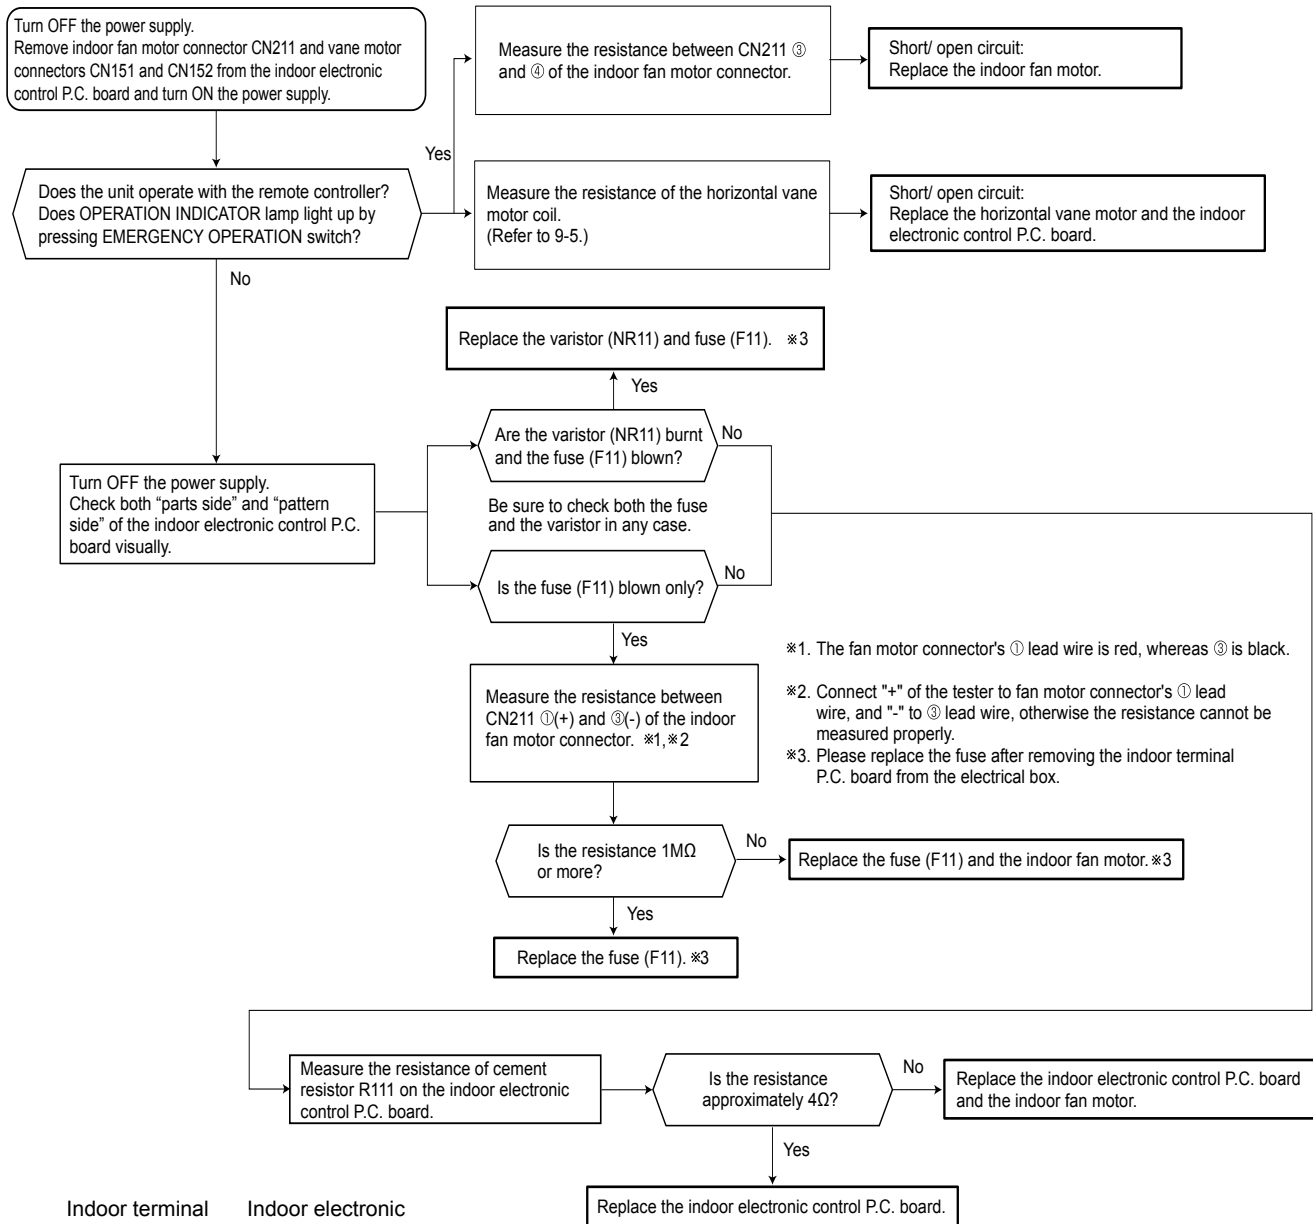 Turn OFF the power supply.
Remove indoor fan motor connector CN211 and vane motor
connectors CN151 and CN152 from the indoor electronic
control P.C. board and turn ON the power supply.
Measure the resistance between CN211 ③
and ④ of the indoor fan motor connector.
Short/ open circuit:
Replace the indoor fan motor.
Yes
Does the unit operate with the remote controller?
Does OPERATION INDICATOR lamp light up by
pressing EMERGENCY OPERATION switch?
Measure the resistance of the horizontal vane
motor coil.
(Refer to 9-5.)
Short/ open circuit:
Replace the horizontal vane motor and the indoor
electronic control P.C. board.
No
Replace the varistor (NR11) and fuse (F11). ※3
Yes
Are the varistor (NR11) burnt
and the fuse (F11) blown?
No
Turn OFF the power supply.
Check both “parts side” and “pattern
side” of the indoor electronic control P.C.
board visually.
Be sure to check both the fuse
and the varistor in any case.
Is the fuse (F11) blown only?
No
Yes
※1. The fan motor connector's ① lead wire is red, whereas ③ is black.
※2. Connect "+" of the tester to fan motor connector's ① lead
wire, and "-" to ③ lead wire, otherwise the resistance cannot be
measured properly.
※3. Please replace the fuse after removing the indoor terminal
P.C. board from the electrical box.
Measure the resistance between
CN211 ①(+) and ③(-) of the indoor
fan motor connector. ※1,※2
Is the resistance 1MΩ
or more?
No
Replace the fuse (F11) and the indoor fan motor.※3
Yes
Replace the fuse (F11). ※3
Measure the resistance of cement
resistor R111 on the indoor electronic
control P.C. board.
Is the resistance
approximately 4Ω?
No
Replace the indoor electronic control P.C. board
and the indoor fan motor.
Yes
Replace the indoor electronic control P.C. board.
Indoor terminal
Indoor electronic